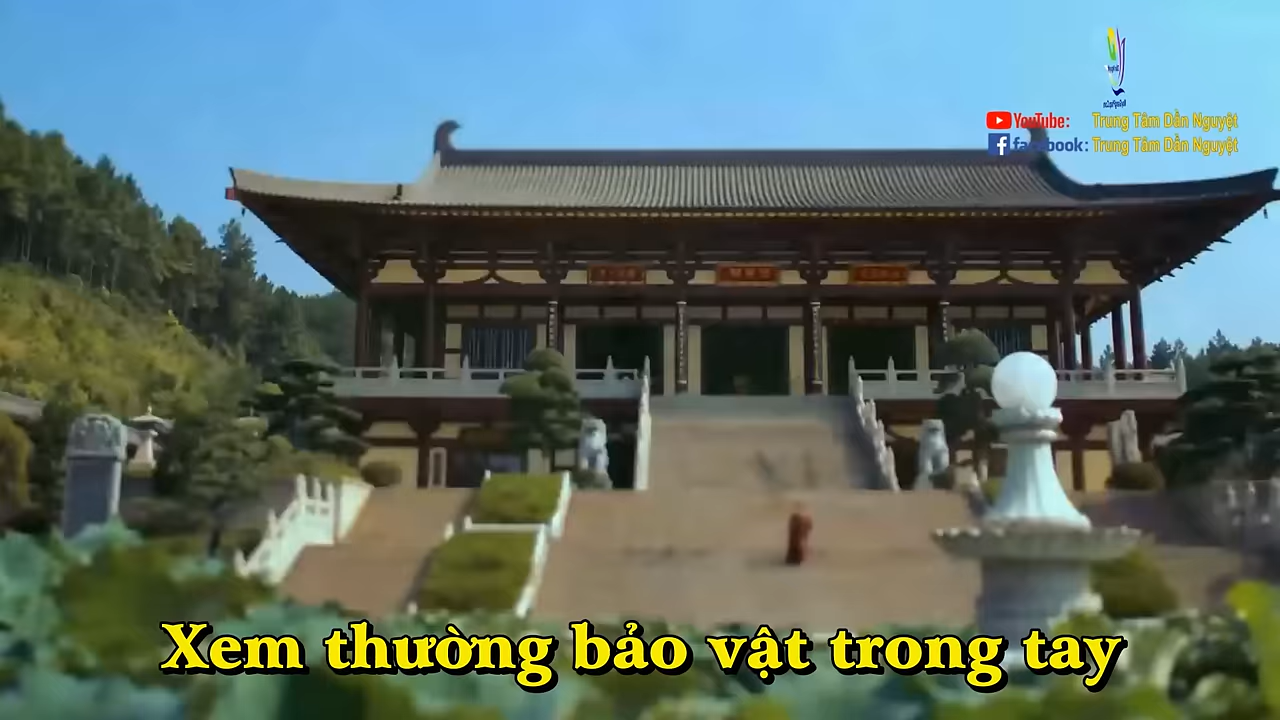 YouTube: Trung Tâm Dẫn Nguyệt
facebook: Trung Tâm Dẫn Nguyệt
Xem thường bảo vật trong tay